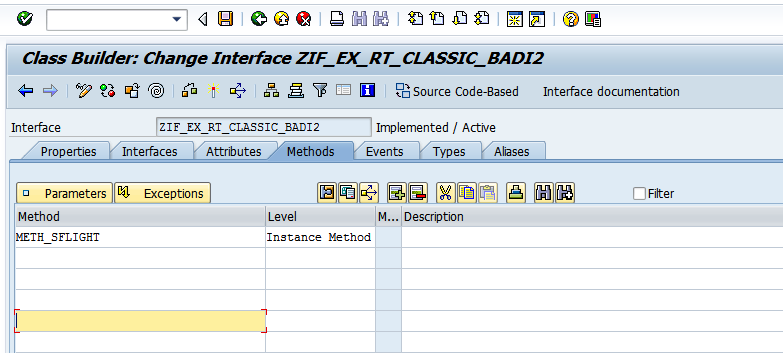 Class Builder: Change Interface ZIF_EX_RT_CLASSIC_BADI2
Source Code-Based Interface documentation
Interface ZIF_EX_RT_CLASSIC_BADI2 Implemented / Active
Properties Interfaces Attributes Methods Events Types Aliases
Parameters Exceptions Filter
Method Level M... Description
METH_SFLIGHT Instance Method